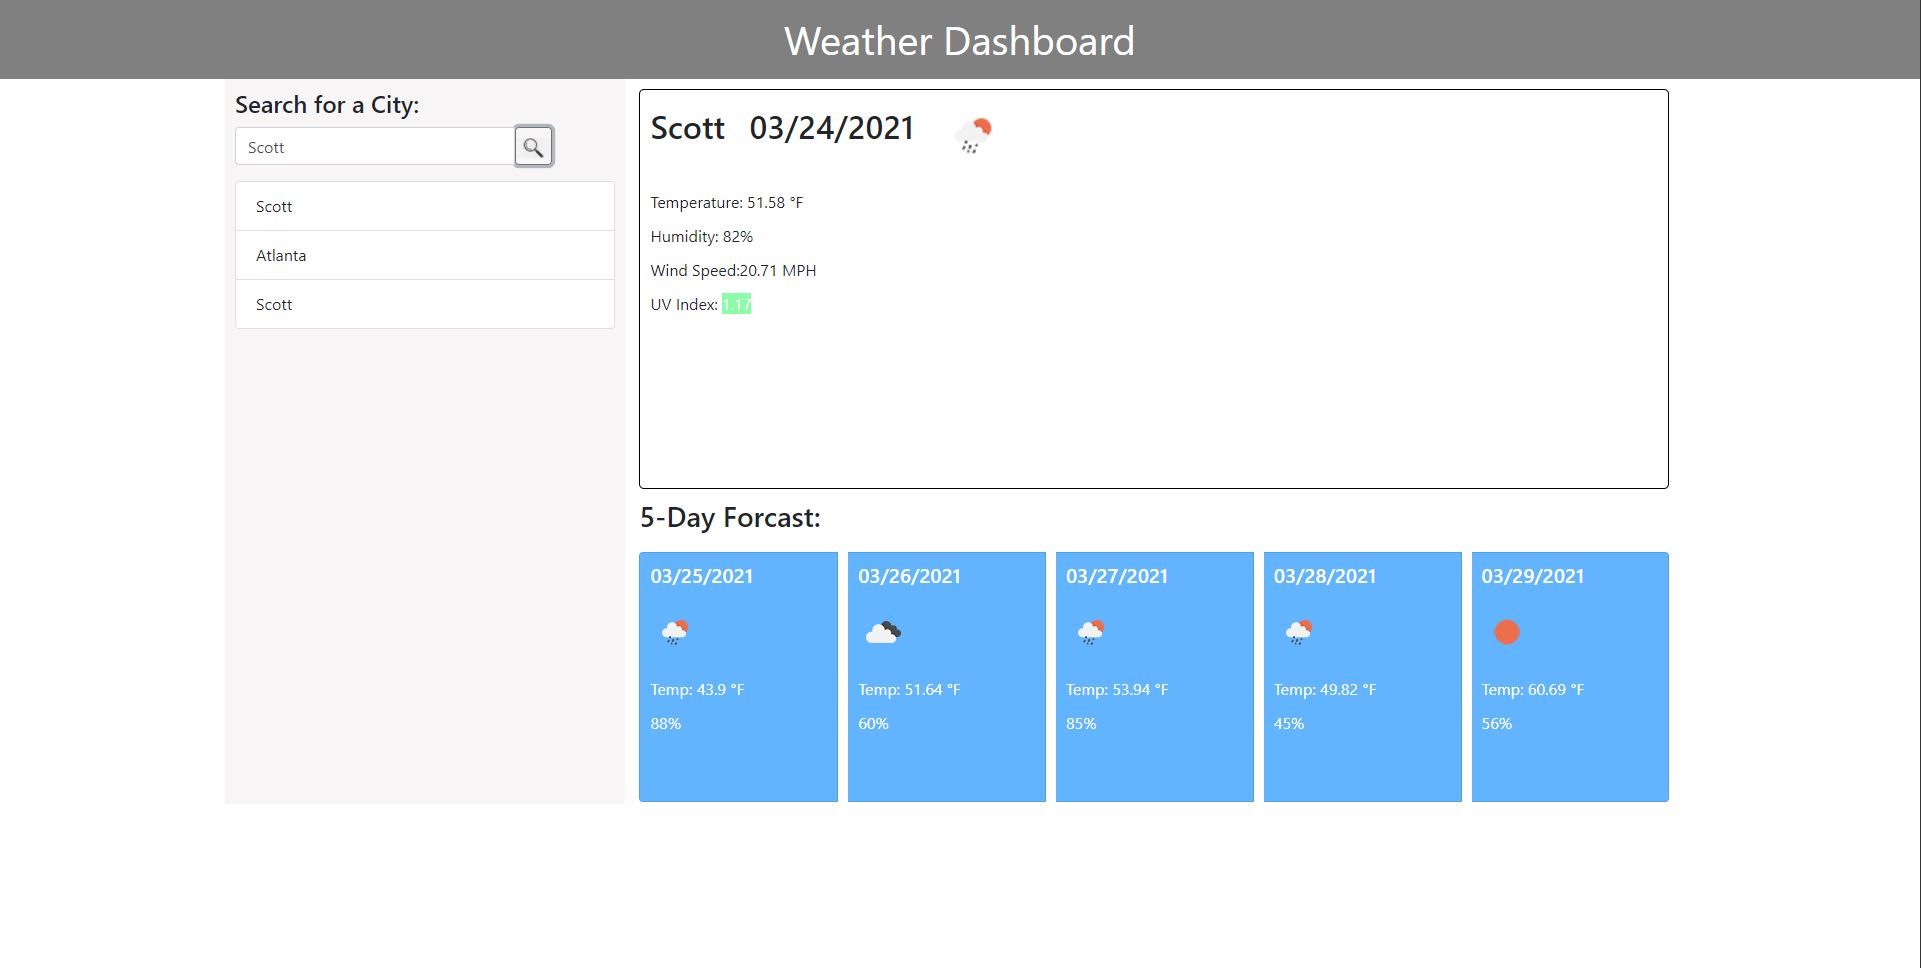 Weather Dashboard
Search for a City:
Scott
Scott
Atlanta
Scott
Scott 03/24/2021
Temperature: 51.58 °F
Humidity: 82%
Wind Speed:20.71 MPH
UV Index: 1.17
5-Day Forcast:
03/25/2021
Temp: 43.9 °F
88%
03/26/2021
Temp: 51.64 °F
60%
03/27/2021
Temp: 53.94 °F
85%
03/28/2021
Temp: 49.82 °F
45%
03/29/2021
Temp: 60.69 °F
56%